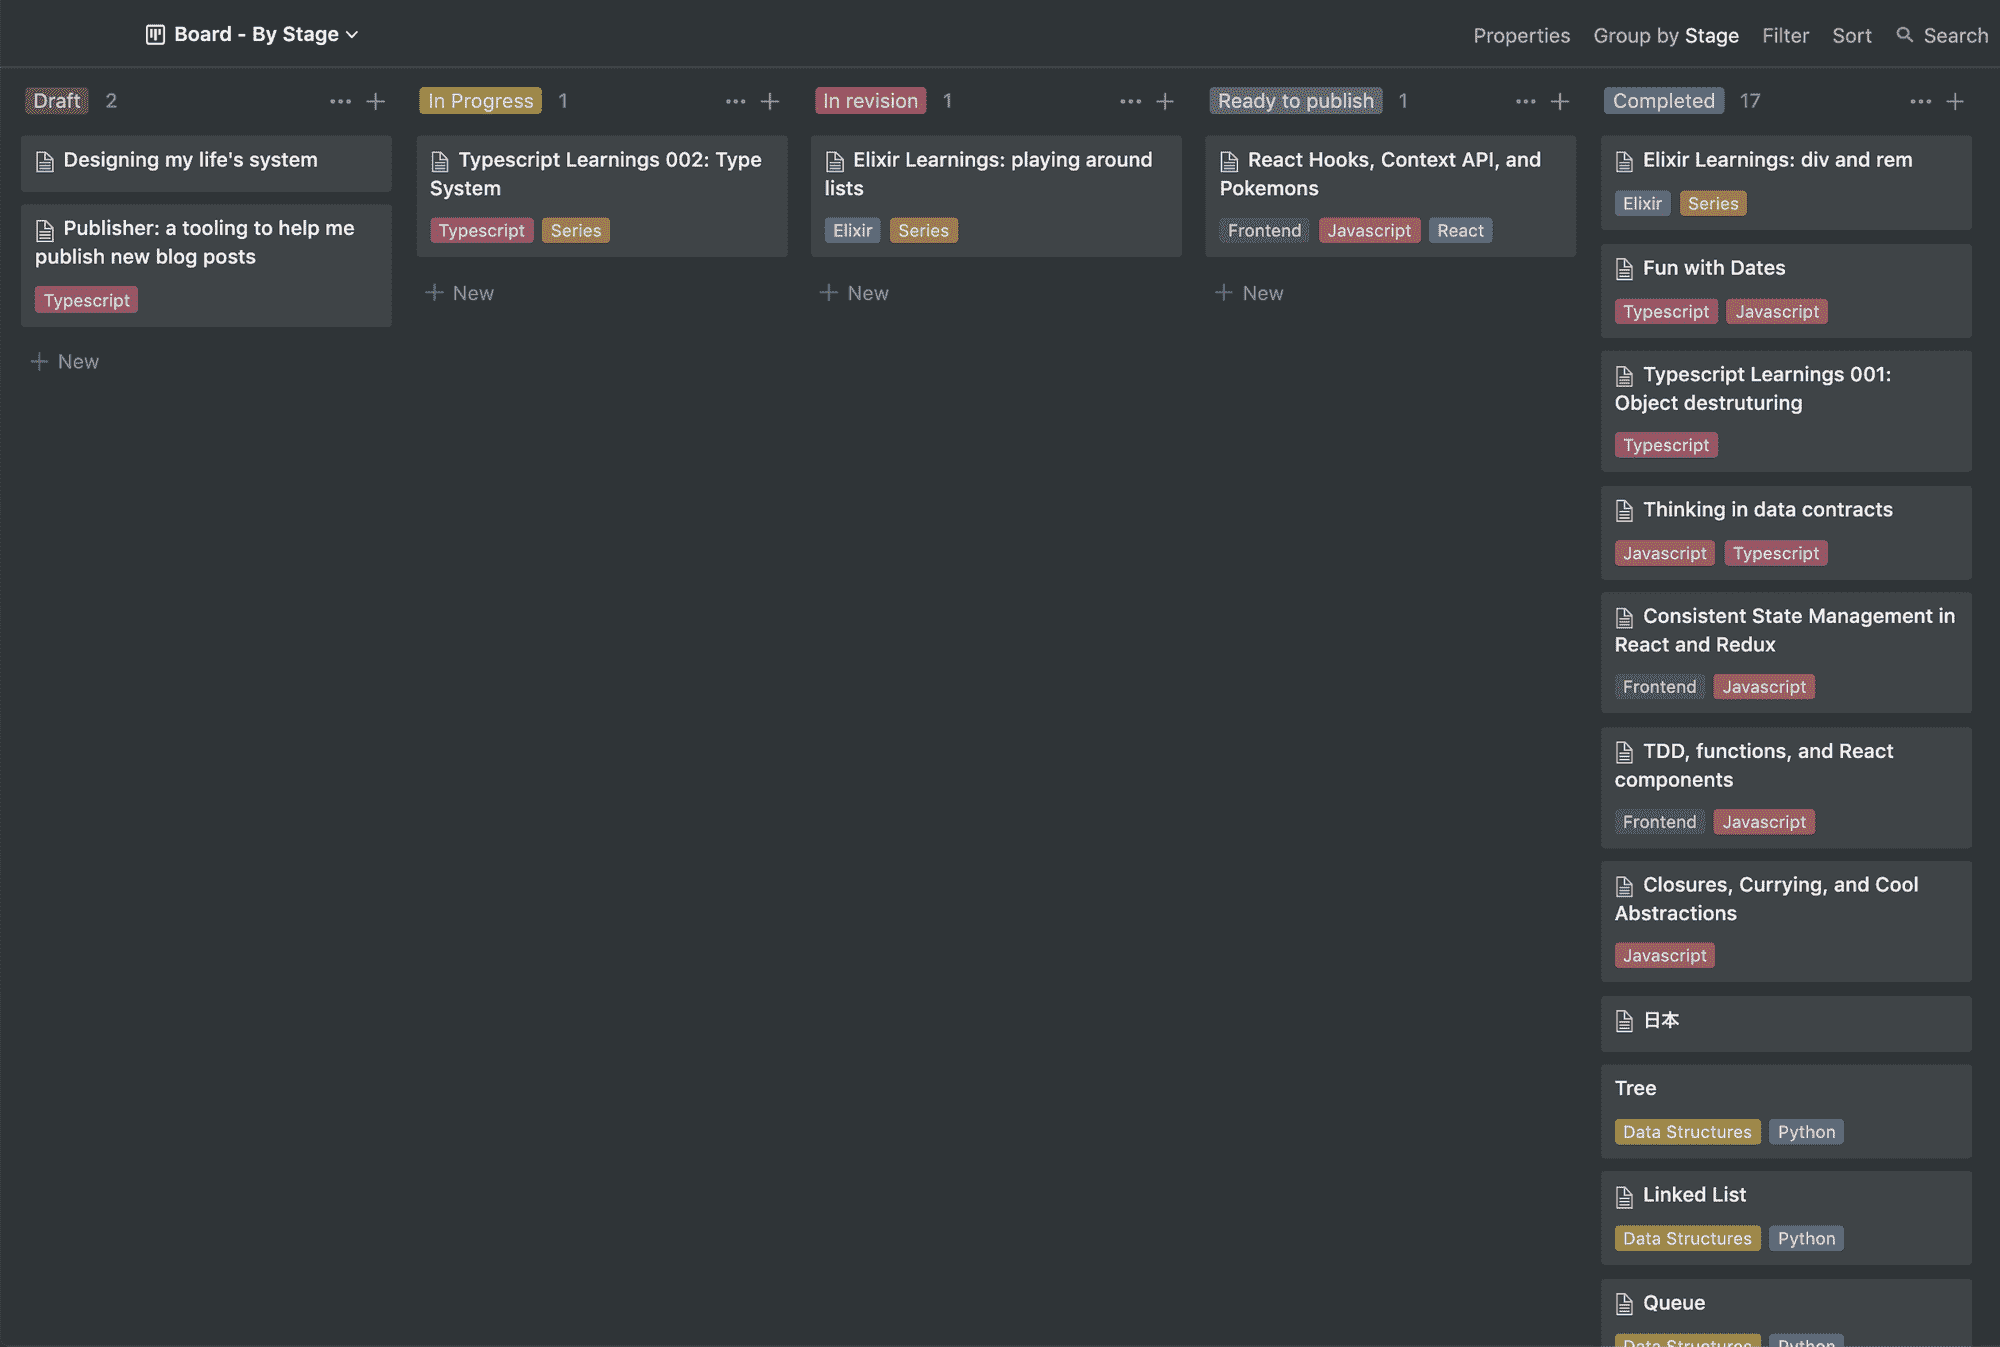 Board - By Stage
Properties Group by Stage Filter Sort Search
Draft 2
Designing my life's system
Publisher: a tooling to help me
publish new blog posts
Typescript
New
In Progress 1
Typescript Learnings 002: Type
System
Typescript Series
New
In revision 1
Elixir Learnings: playing around
lists
Elixir Series
New
Ready to publish 1
React Hooks, Context API, and
Pokemons
Frontend Javascript React
New
Completed 17
Elixir Learnings: div and rem
Elixir Series
Fun with Dates
Typescript Javascript
Typescript Learnings 001:
Object destruturing
Typescript
Thinking in data contracts
Javascript Typescript
Consistent State Management in
React and Redux
Frontend Javascript
TDD, functions, and React
components
Frontend Javascript
Closures, Currying, and Cool
Abstractions
Javascript
日本
Tree
Data Structures Python
Linked List
Data Structures Python
Queue
Data Structures Python